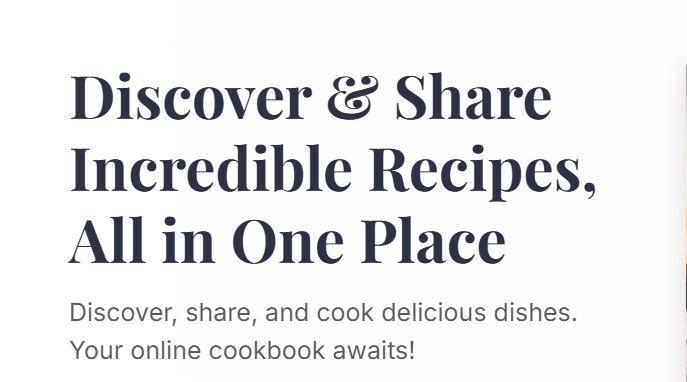 Discover & Share
Incredible Recipes,
All in One Place
Discover, share, and cook delicious dishes.
Your online cookbook awaits!